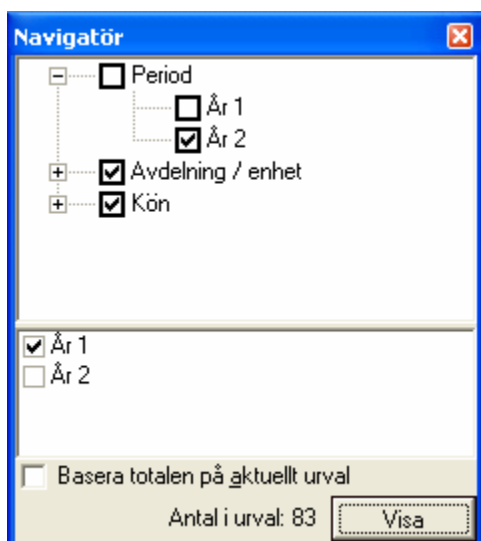 Navigatör
Period
År 1
År 2
Avdelning / enhet
Kön
År 1
År 2
Basera totalen på aktuellt urval
Antal i urval: 83 Visa